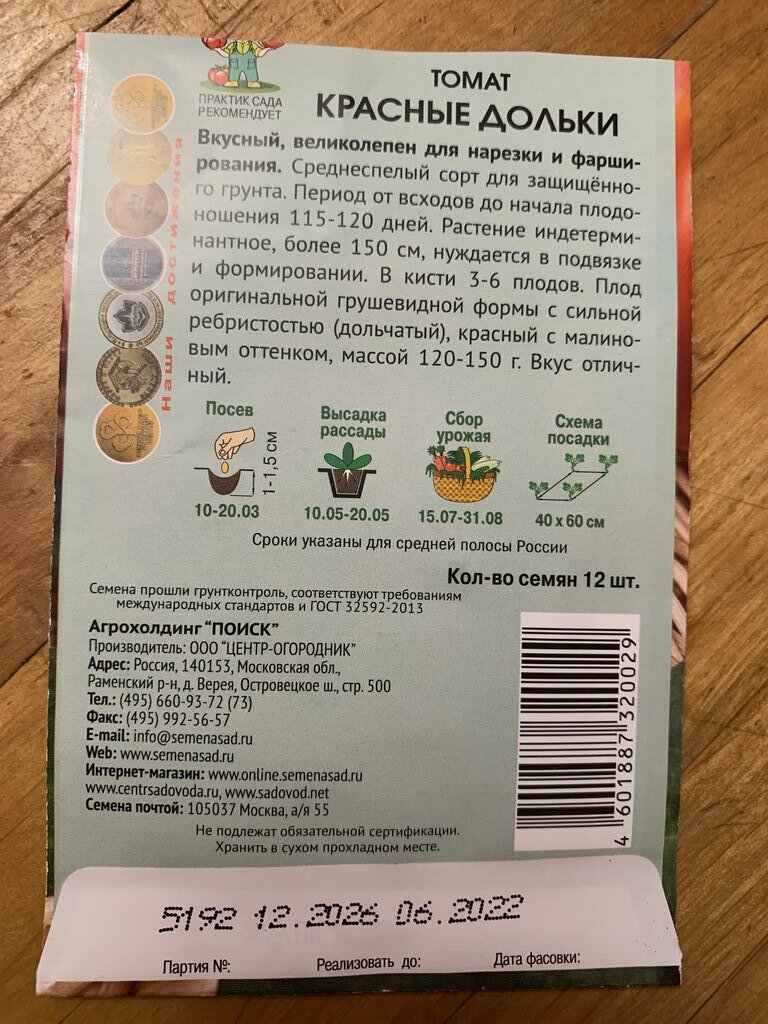 ПРАКТИК САДА
РЕКОМЕНДУЕТ
ТОМАТ
КРАСНЫЕ ДОЛЬКИ
Наши достижения
Вкусный, великолепен для нарезки и фарши-
рования. Среднеспелый сорт для защищённо-
го грунта. Период от всходов до начала плодо-
ношения 115-120 дней. Растение индетерми-
нантное, более 150 см, нуждается в подвязке
и формировании. В кисти 3-6 плодов. Плод
оригинальной грушевидной формы с сильной
ребристостью (дольчатый), красный с малино-
вым оттенком, массой 120-150 г. Вкус отлич-
ный.
Посев
1-1,5 см
10-20.03
Высадка
рассады
10.05-20.05
Сбор
урожая
15.07-31.08
Схема
посадки
40 х 60 см
Сроки указаны для средней полосы России
Кол-во семян 12 шт.
Семена прошли грунтконтроль, соответствуют требованиям
международных стандартов и ГОСТ 32592-2013
Агрохолдинг "ПОИСК"
Производитель: ООО "ЦЕНТР-ОГОРОДНИК"
Адрес: Россия, 140153, Московская обл.,
Раменский р-н, д. Верея, Островецкое ш., стр. 500
Тел.: (495) 660-93-72 (73)
Факс: (495) 992-56-57
E-mail: info@semenasad.ru
Web: www.semenasad.ru
Интернет-магазин: www.online.semenasad.ru
www.centrsadovoda.ru, www.sadovod.net
Семена почтой: 105037 Москва, а/я 55
4 601887 320029
Не подлежат обязательной сертификации.
Хранить в сухом прохладном месте.
5192 12.2026 06.2022
Партия №: Реализовать до: Дата фасовки: